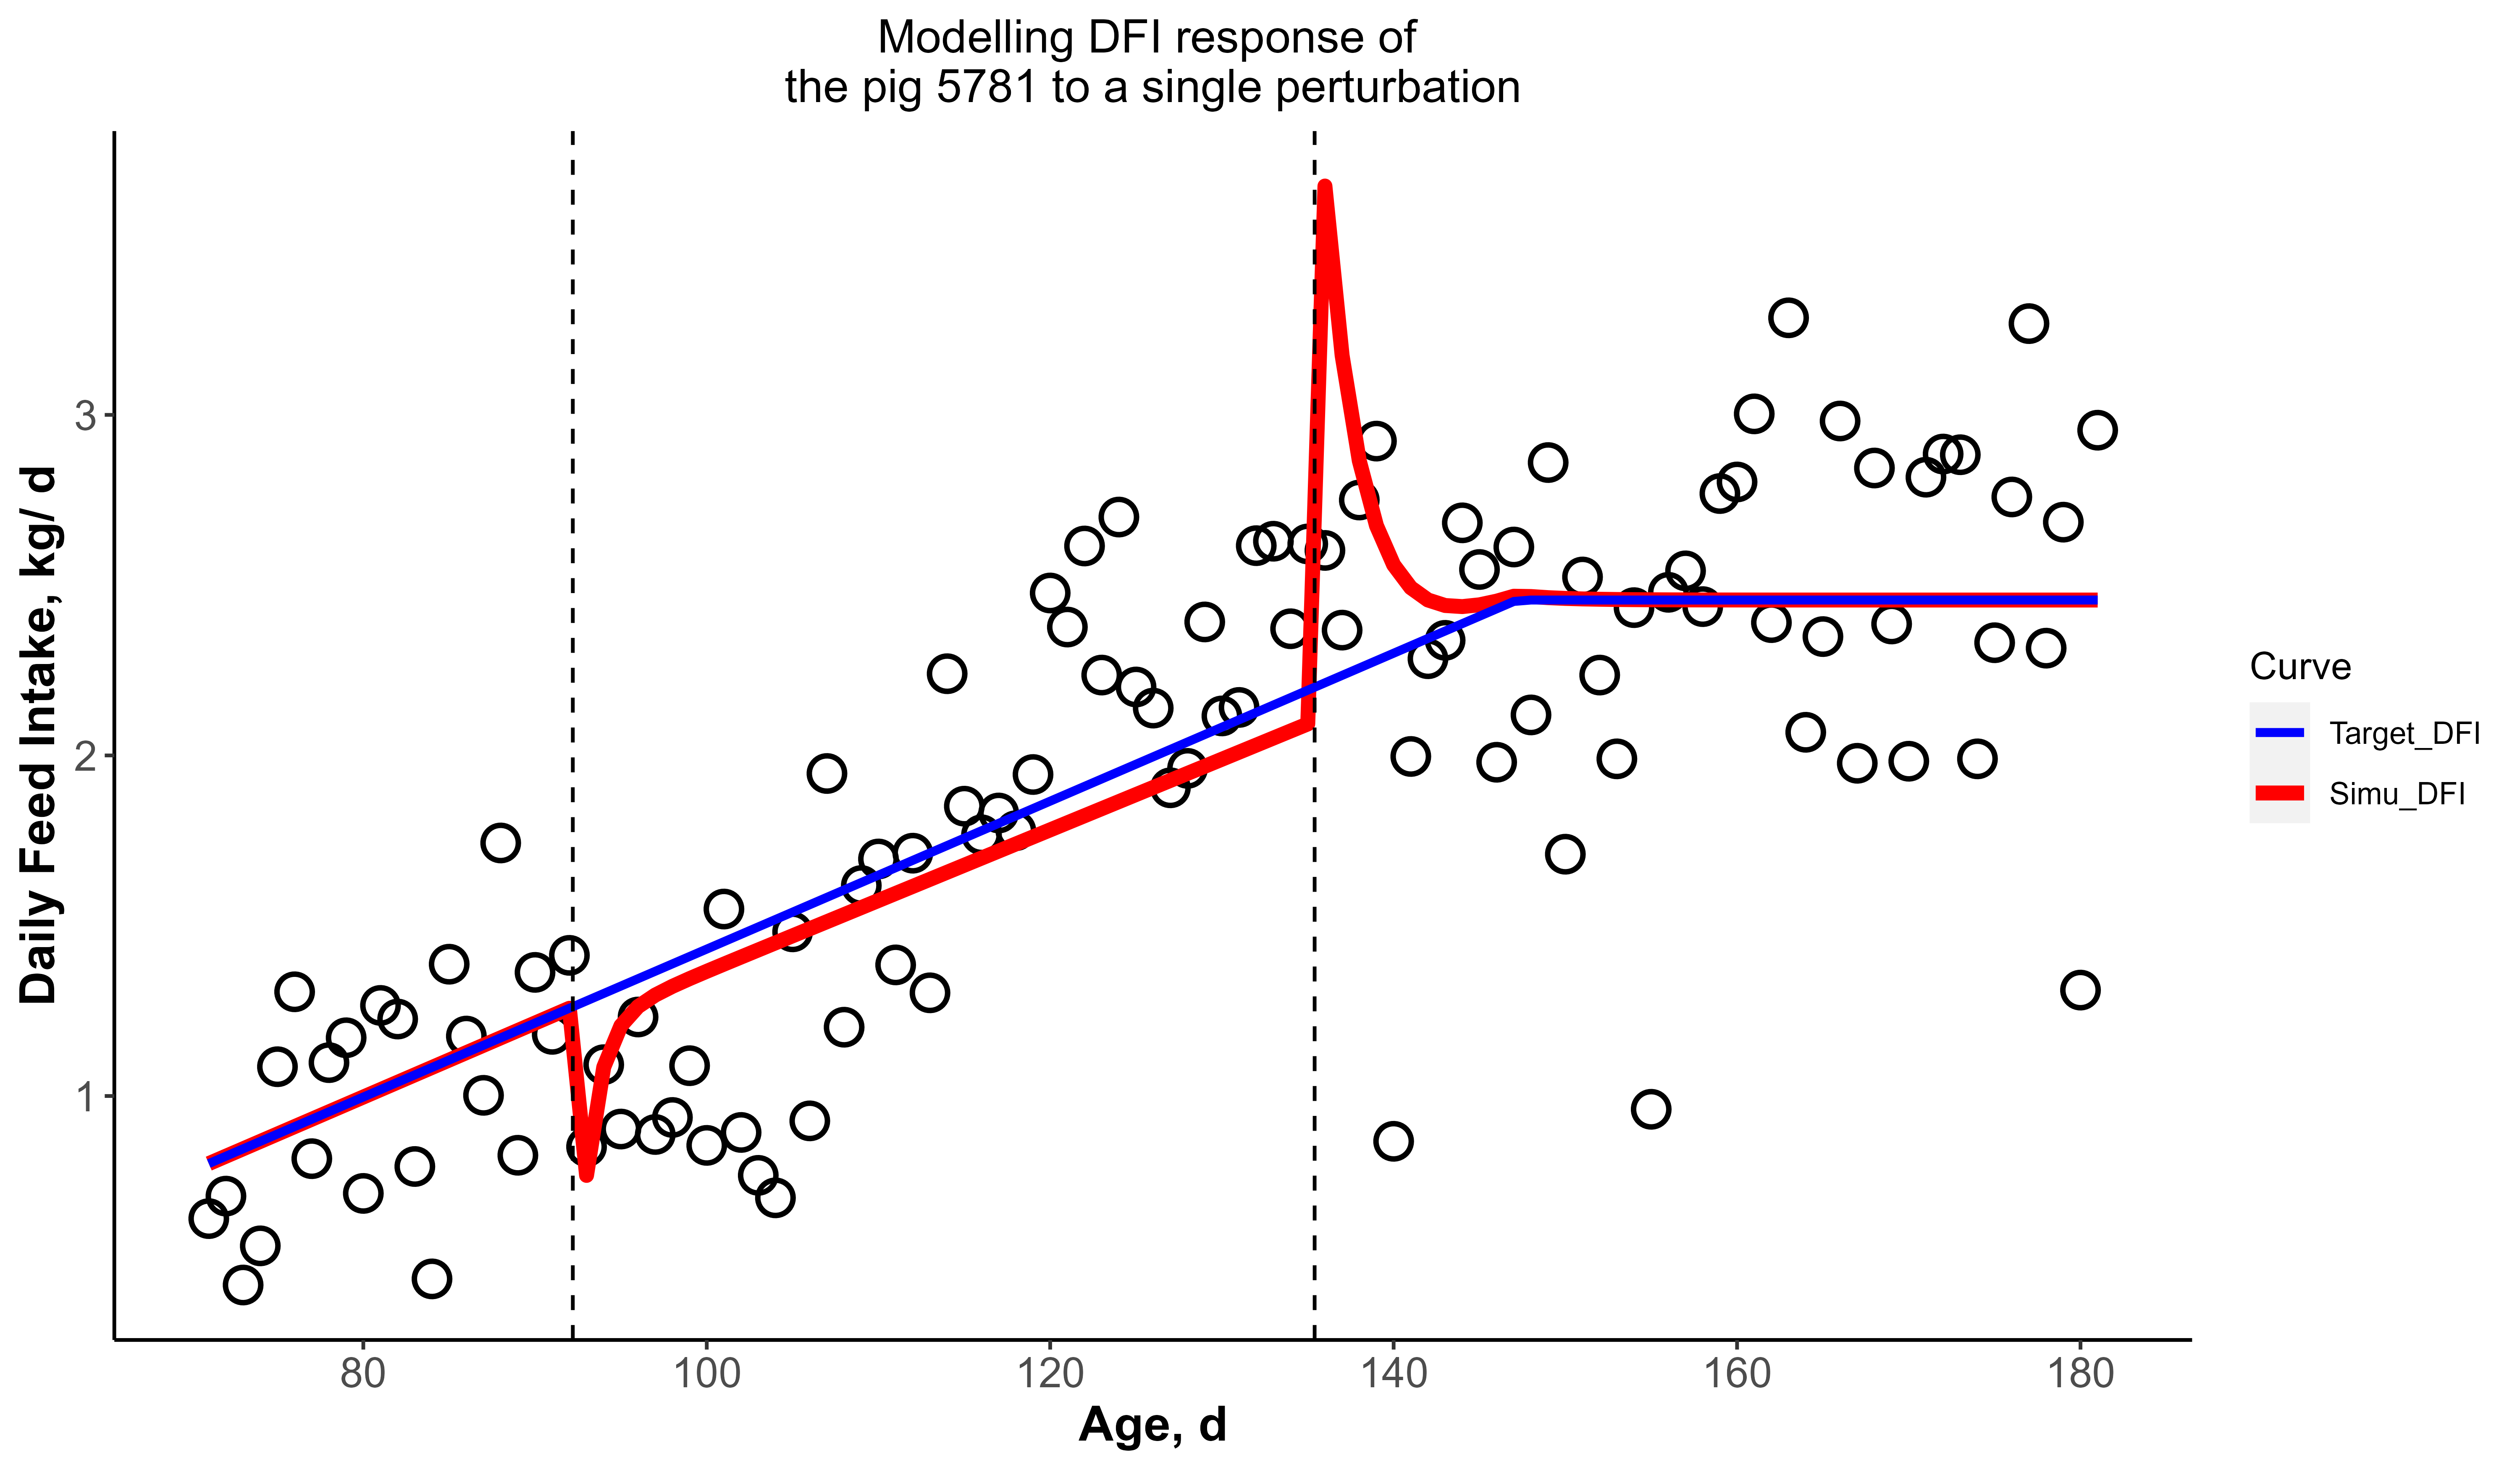 Modelling DFI response of
the pig 5781 to a single perturbation
Daily Feed Intake, kg/ d
3
2
1
80
100
120
140
160
180
Age, d
Curve
Target_DFI
Simu_DFI